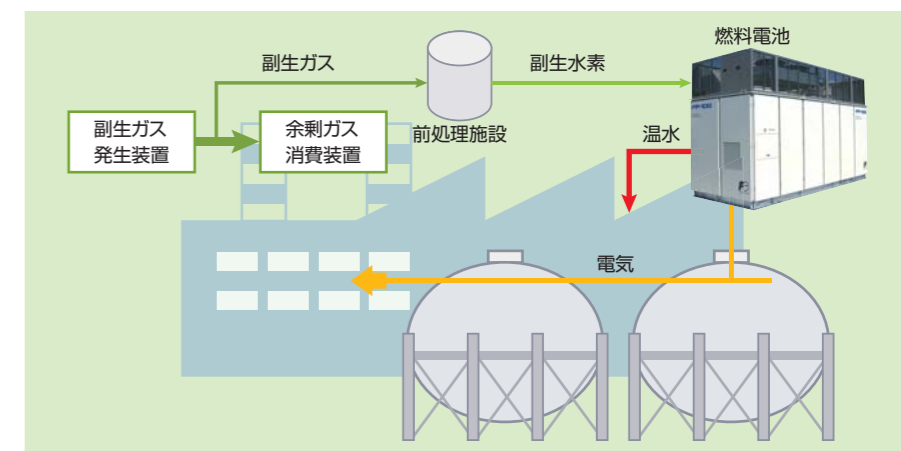 燃料電池
副生ガス
副生水素
副生ガス
発生装置
余剰ガス
消費装置
前処理施設
温水
電気